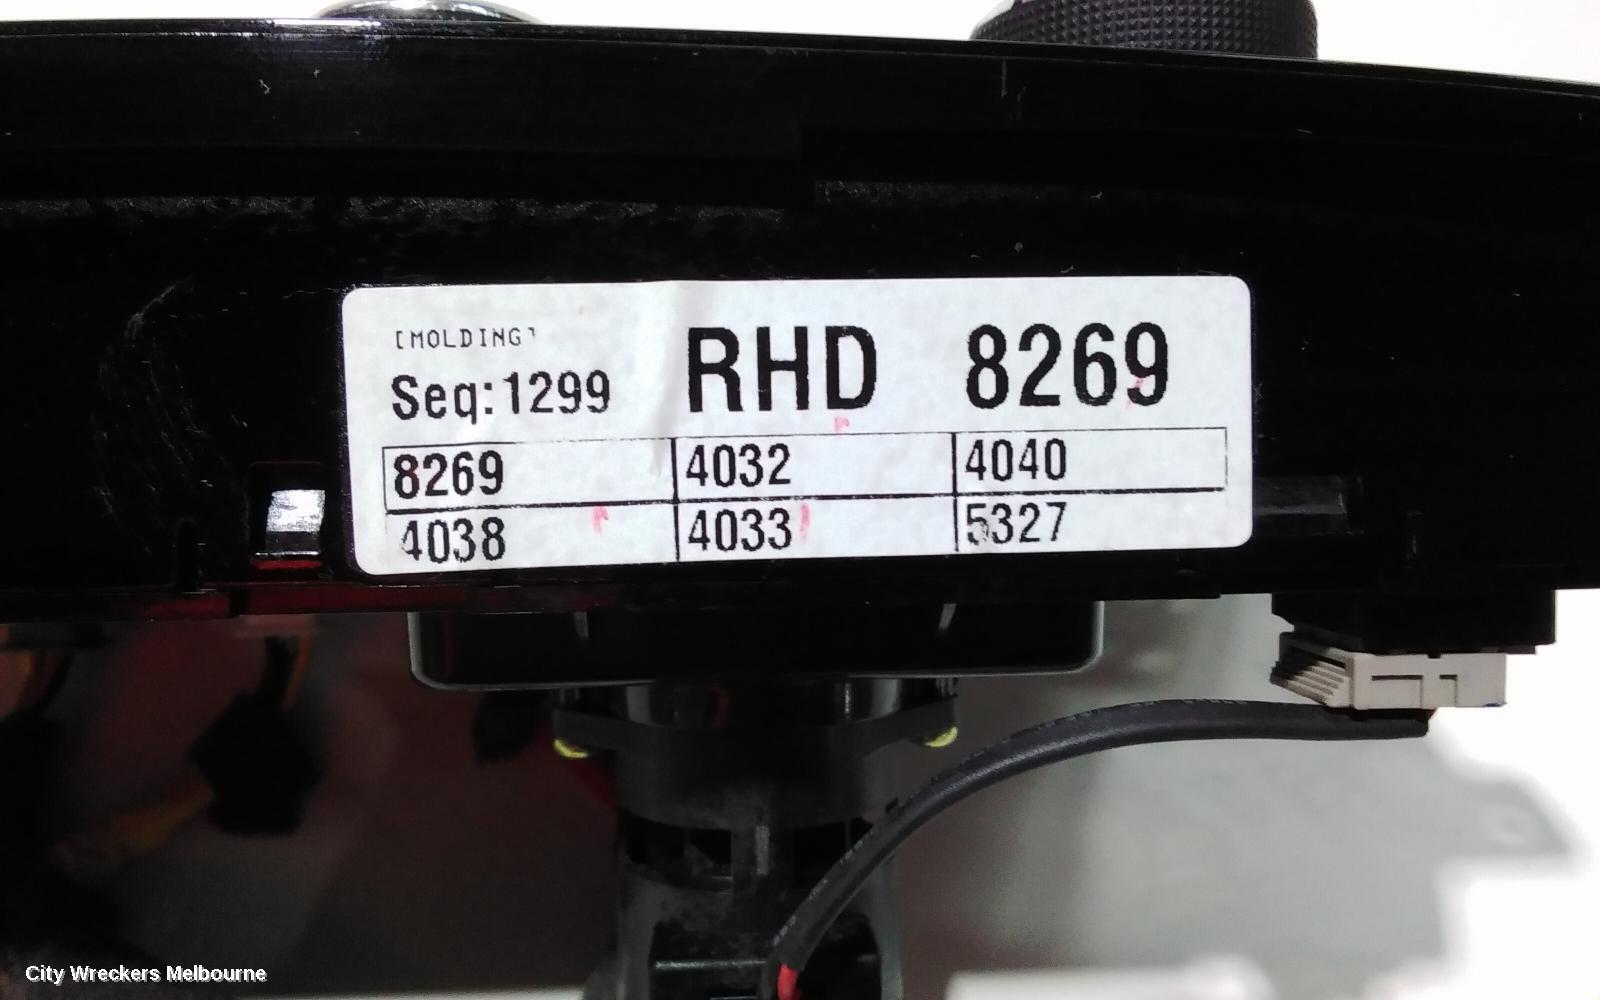 [MOLDING]
Seq:1299 RHD 8269
8269 4032 4040
4038 4033 5327
City Wreckers Melbourne